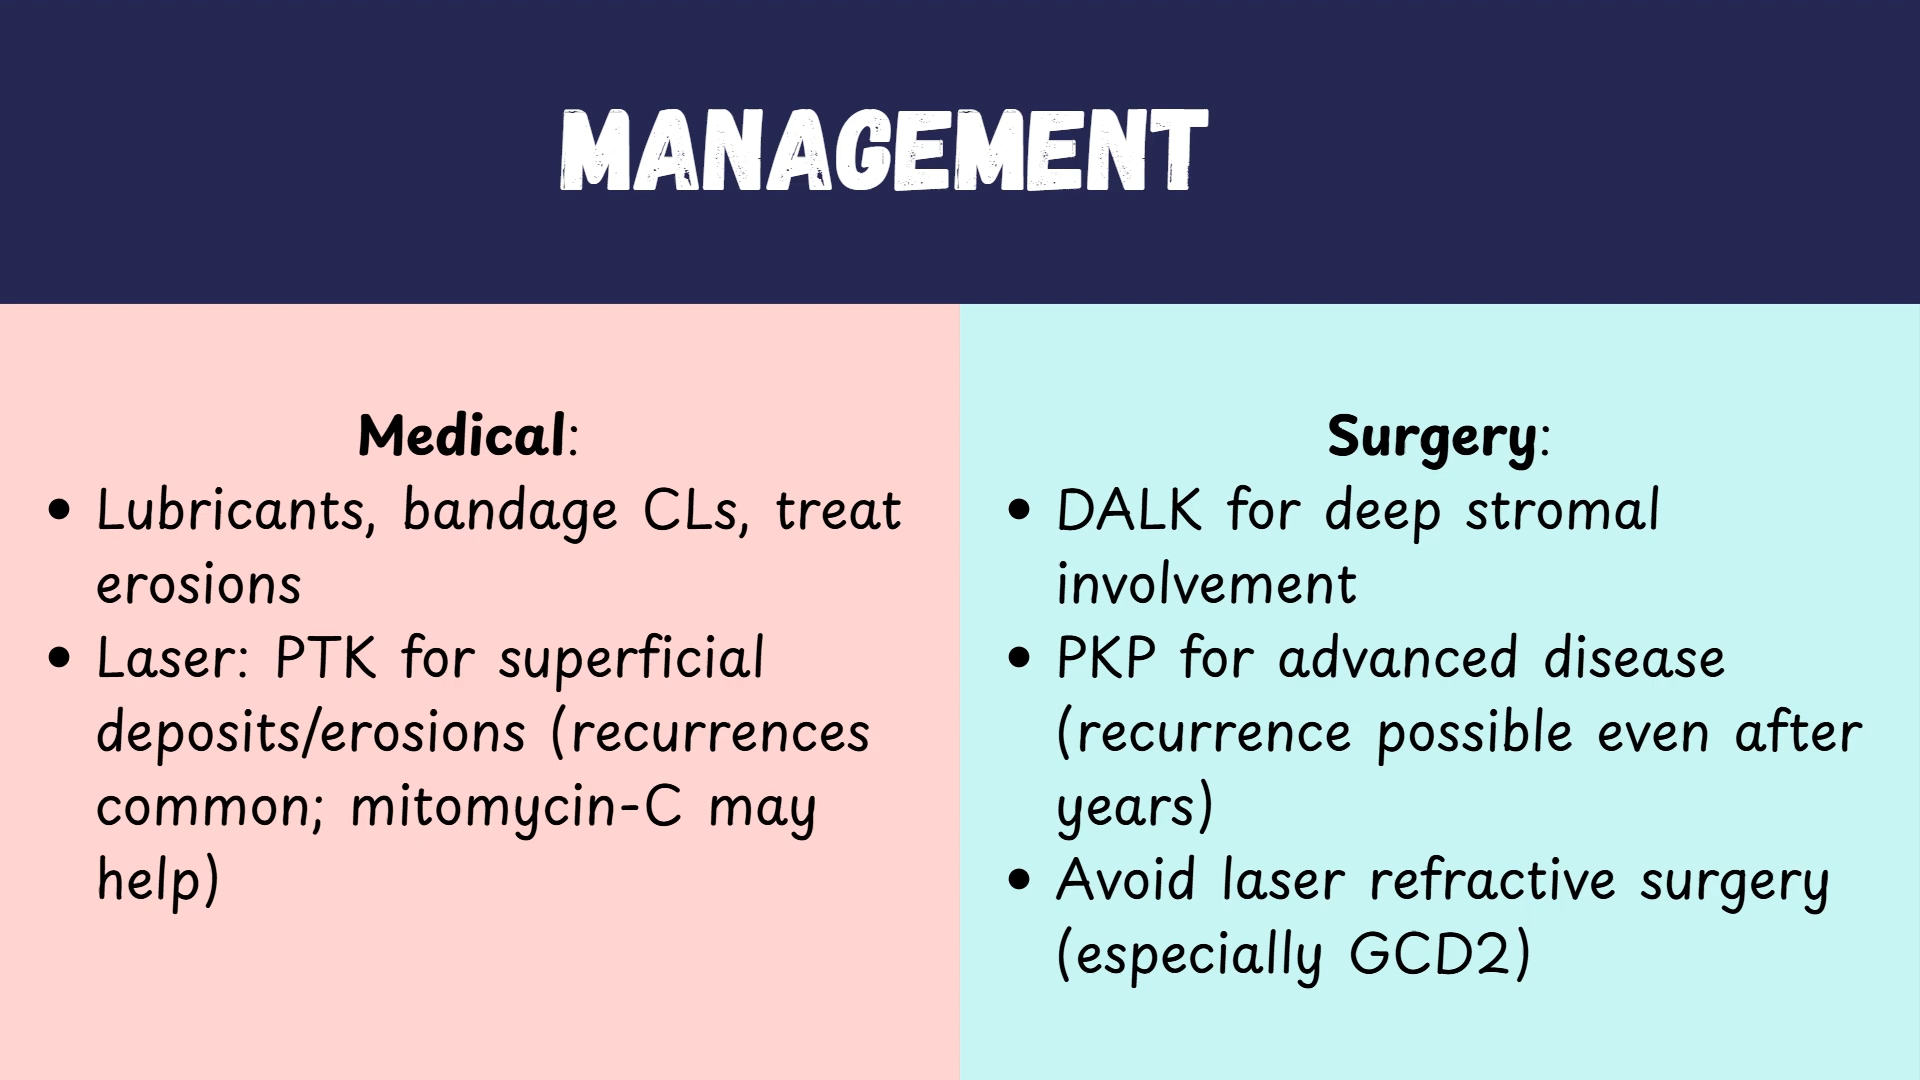 MANAGEMENT
Medical:
• Lubricants, bandage CLs, treat
erosions
• Laser: PTK for superficial
deposits/erosions (recurrences
common; mitomycin-C may
help)
Surgery:
• DALK for deep stromal
involvement
• PKP for advanced disease
(recurrence possible even after
years)
• Avoid laser refractive surgery
(especially GCD2)